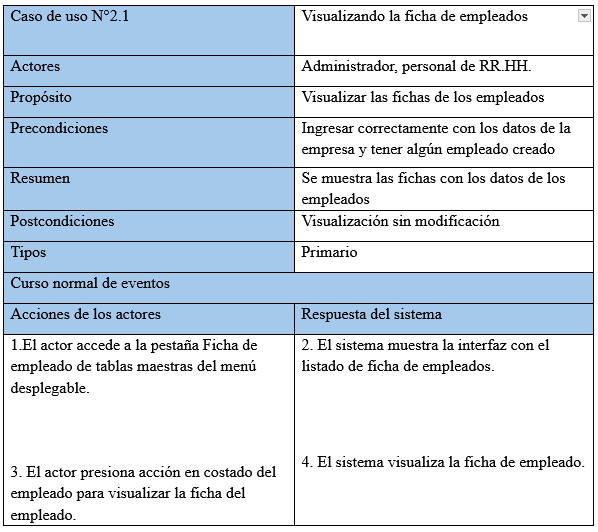 Caso de uso N°2.1
Visualizando la ficha de empleados
Actores
Administrador, personal de RR.HH.
Propósito
Visualizar las fichas de los empleados
Precondiciones
Ingresar correctamente con los datos de la
empresa y tener algún empleado creado
Resumen
Se muestra las fichas con los datos de los
empleados
Postcondiciones
Visualización sin modificación
Tipos
Primario
Curso normal de eventos
Acciones de los actores
Respuesta del sistema
1.El actor accede a la pestaña Ficha de
empleado de tablas maestras del menú
desplegable.
2. El sistema muestra la interfaz con el
listado de ficha de empleados.
3. El actor presiona acción en costado del
empleado para visualizar la ficha del
empleado.
4. El sistema visualiza la ficha de empleado.